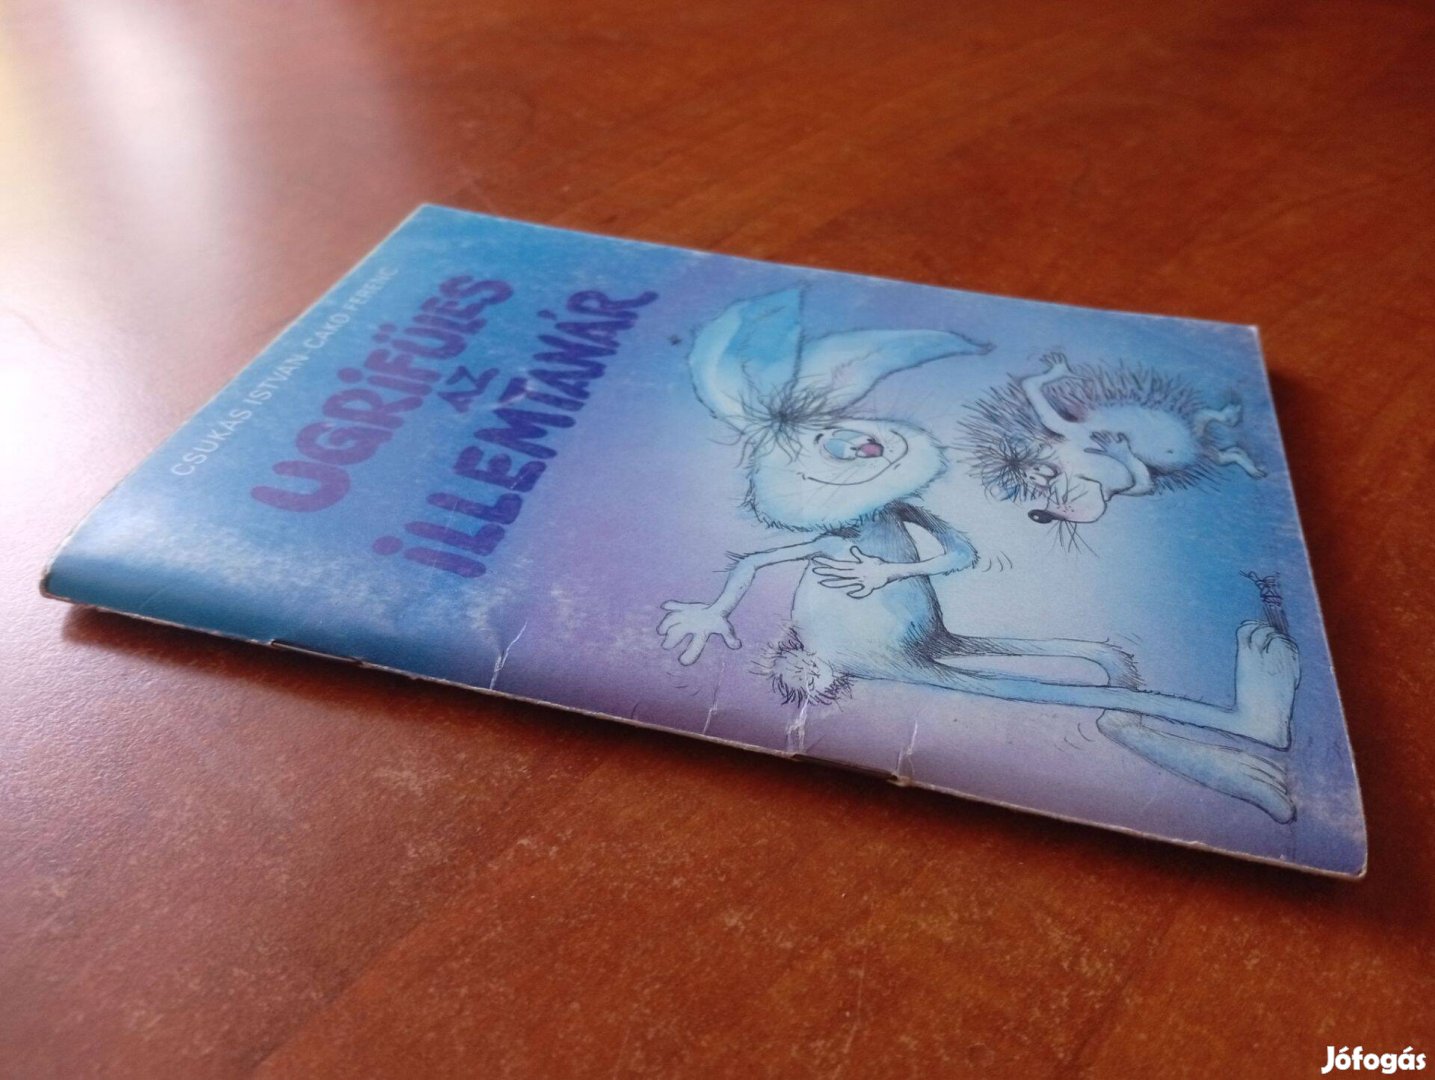 CSUKÁS ISTVÁN-CAKÓ FERENC
UGRIFÜLES
AZ
iLLEMTANÁR
Jófogás